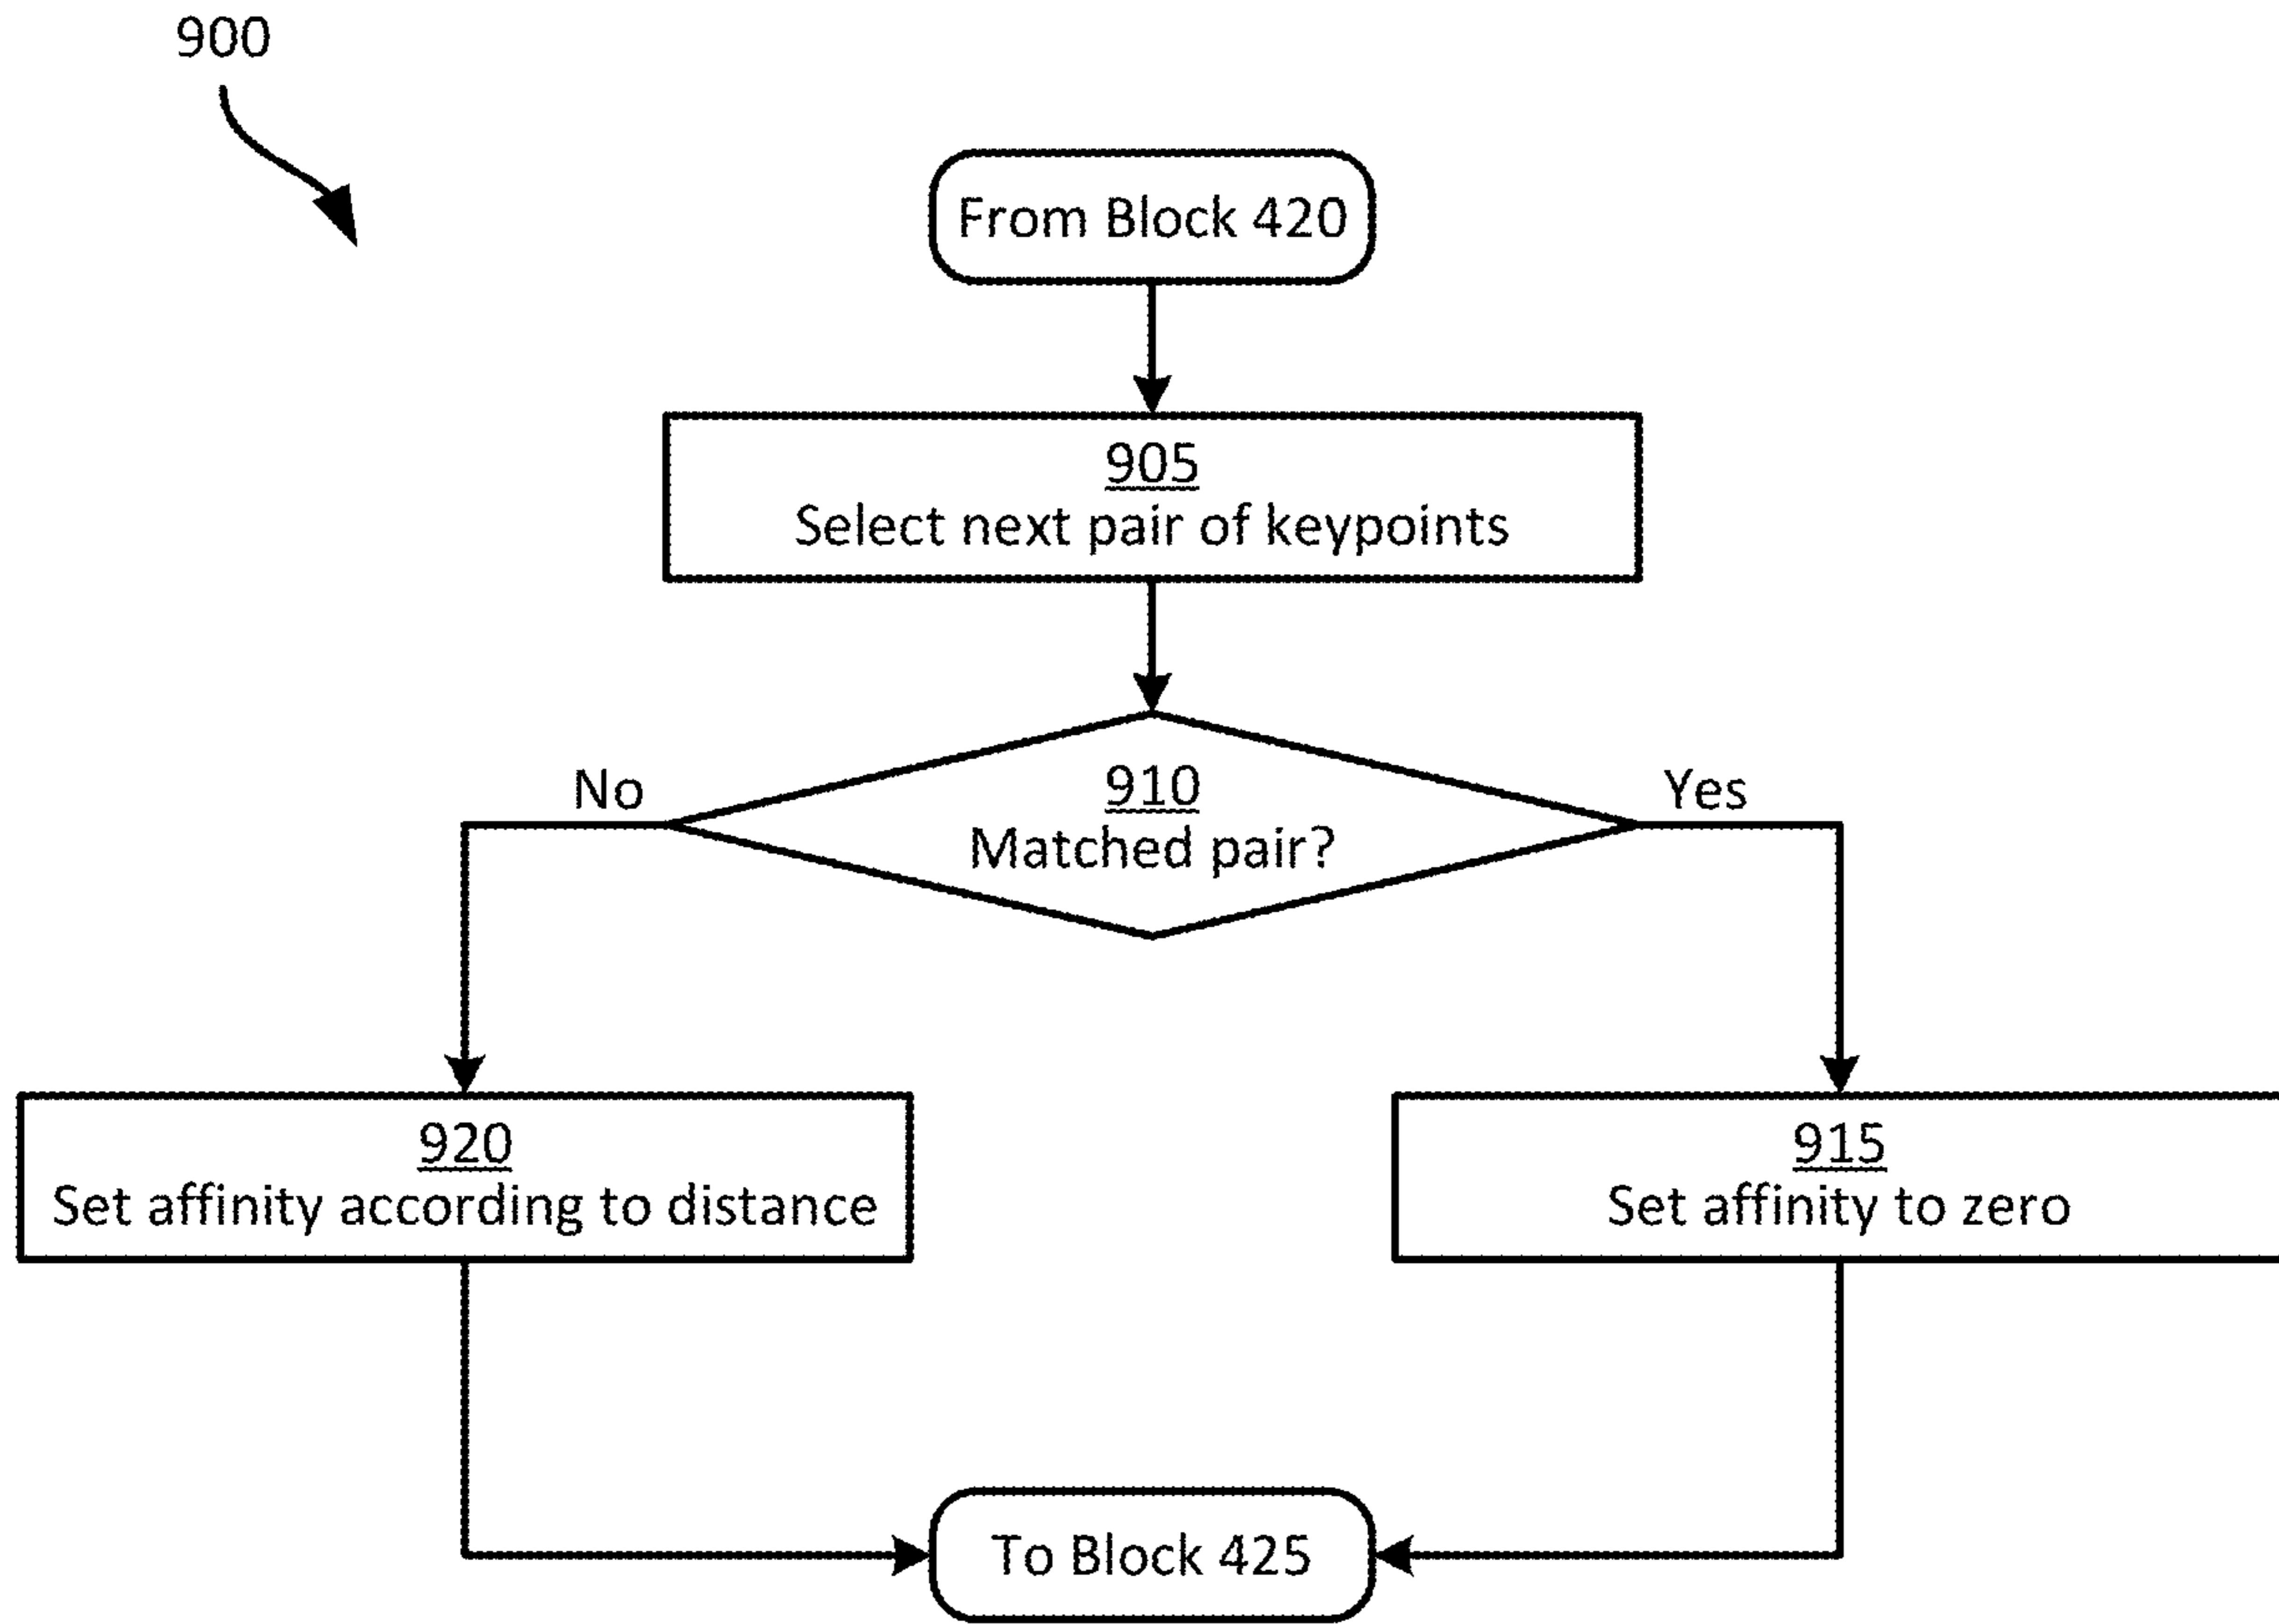 900
From Block 420
905
Select next pair of keypoints
No
910
Yes
Matched pair?
920
Set affinity according to distance
915
Set affinity to zero
To Block 425